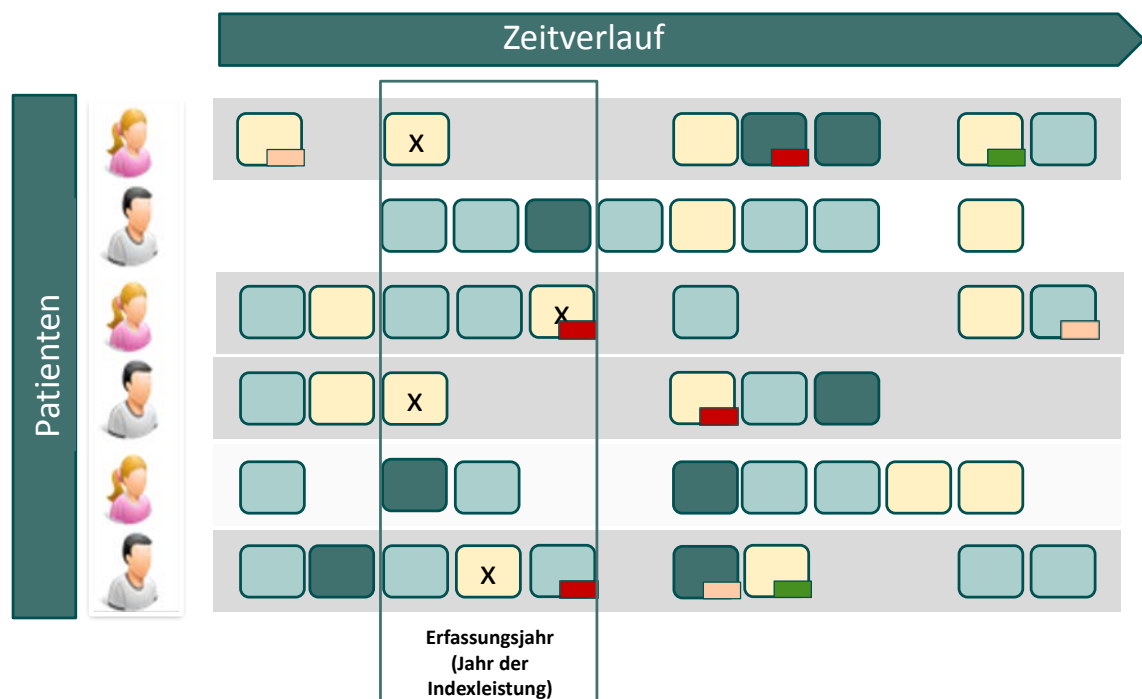 Zeitverlauf
Patienten
x
x
x
x
Erfassungsjahr
(Jahr der
Indexleistung)